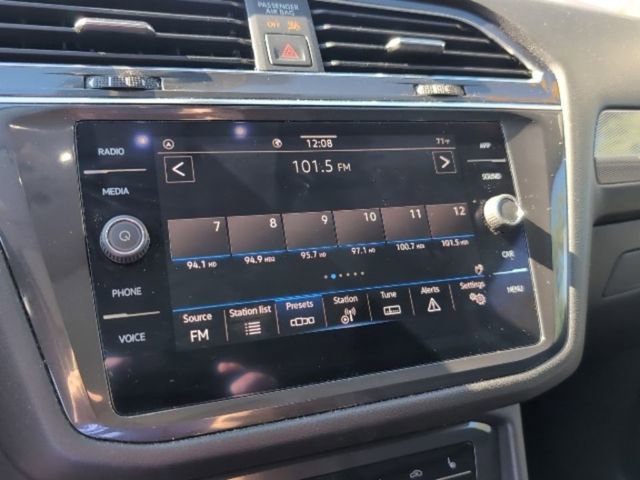 PASSENGER
AIR BAG
OFF
RADIO
MEDIA
PHONE
VOICE
12:08
71°F
APP
SOUND
CAR
MENU
101.5 FM
7 8 9 10 11 12
94.1 HD 94.9 HD2 95.7 HD 97.1 HD 100.7 HD 101.5 HD
Source Station list Presets Station Tune Alerts Settings
FM